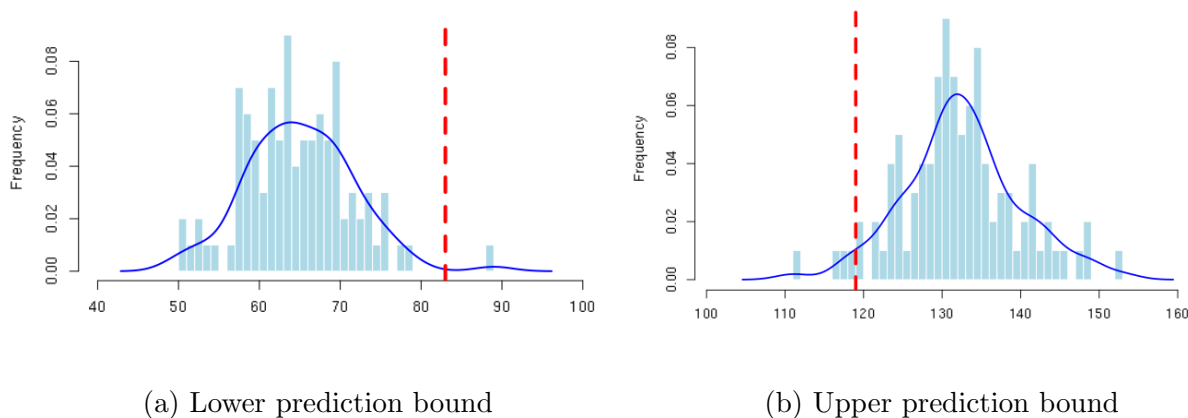 Frequency
0.00 0.02 0.04 0.06 0.08
40 50 60 70 80 90 100
(a) Lower prediction bound
Frequency
0.00 0.02 0.04 0.06 0.08
100 110 120 130 140 150 160
(b) Upper prediction bound